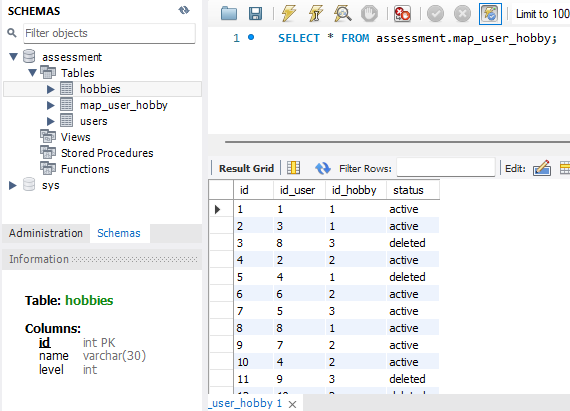 SCHEMAS
Filter objects
assessment
Tables
hobbies
map_user_hobby
users
Views
Stored Procedures
Functions
sys
Administration Schemas
Information
Table: hobbies
Columns:
id int PK
name varchar(30)
level int
Limit to 100
1 SELECT * FROM assessment.map_user_hobby;
Result Grid Filter Rows: Edit:
id id_user id_hobby status
1 1 1 active
2 3 1 active
3 8 3 deleted
4 2 2 active
5 4 1 deleted
6 6 2 active
7 5 3 active
8 8 1 active
9 7 2 active
10 4 2 active
11 9 3 deleted
_user_hobby 1